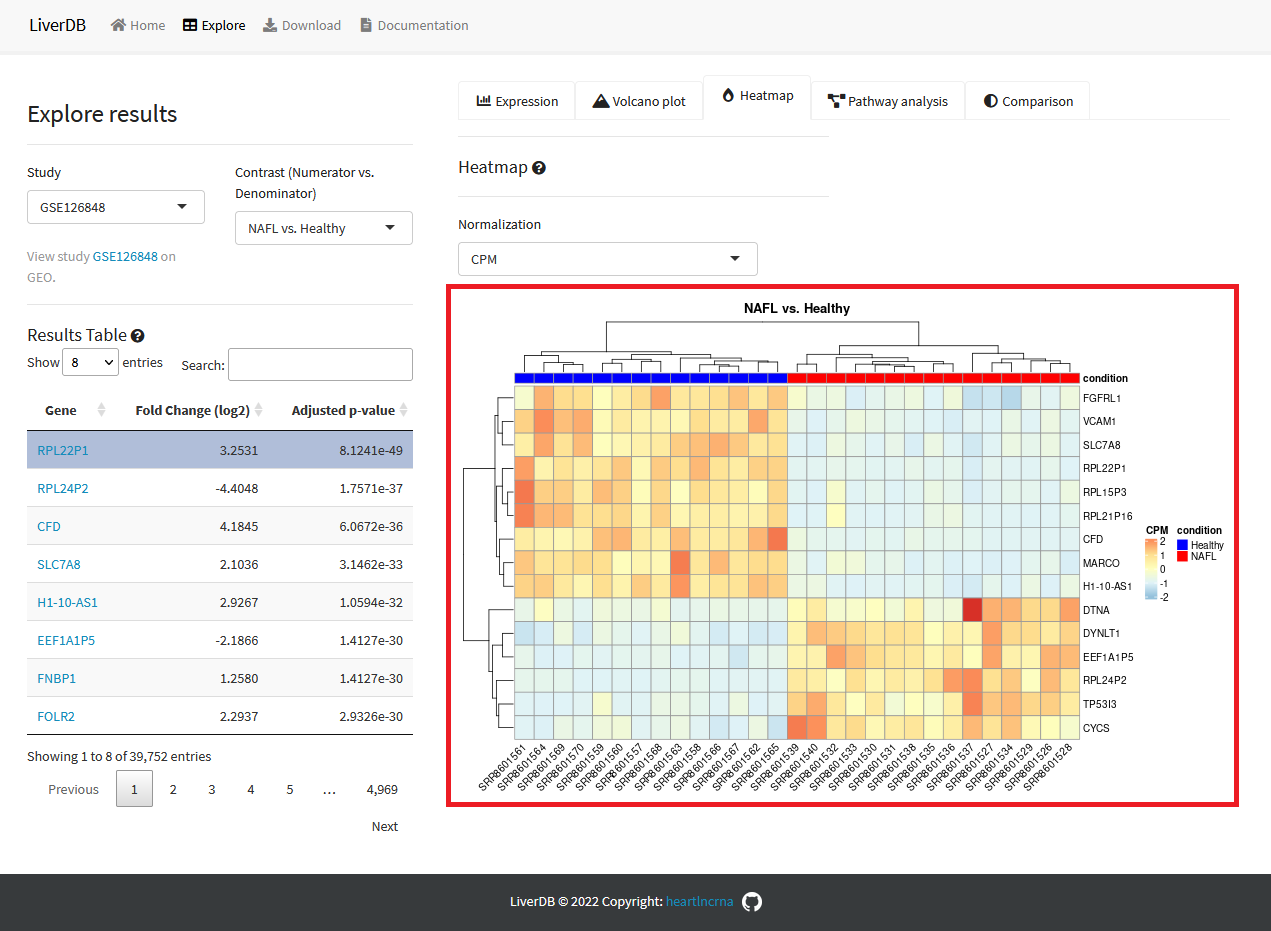 LiverDB Home Explore Download Documentation
Explore results
Study
GSE126848
Contrast (Numerator vs.
Denominator)
NAFL vs. Healthy
View study GSE126848 on
GEO.
Results Table
Show 8 entries Search:
Gene Fold Change (log2) Adjusted p-value
RPL22P1 3.2531 8.1241e-49
RPL24P2 -4.4048 1.7571e-37
CFD 4.1845 6.0672e-36
SLC7A8 2.1036 3.1462e-33
H1-10-AS1 2.9267 1.0594e-32
EEF1A1P5 -2.1866 1.4127e-30
FNBP1 1.2580 1.4127e-30
FOLR2 2.2937 2.9326e-30
Showing 1 to 8 of 39,752 entries
Previous 1 2 3 4 5 ... 4,969
Next
Expression Volcano plot Heatmap Pathway analysis Comparison
Heatmap
Normalization
CPM
NAFL vs. Healthy
condition
FGFRL1
VCAM1
SLC7A8
RPL22P1
RPL15P3
RPL21P16
CFD
MARCO
H1-10-AS1
DTNA
DYNLT1
EEF1A1P5
RPL24P2
TP53I3
CYCS
SRR8601561
SRR8601564
SRR8601569
SRR8601570
SRR8601559
SRR8601560
SRR8601557
SRR8601568
SRR8601563
SRR8601558
SRR8601566
SRR8601567
SRR8601562
SRR8601565
SRR8601539
SRR8601540
SRR8601532
SRR8601533
SRR8601530
SRR8601531
SRR8601538
SRR8601535
SRR8601536
SRR8601537
SRR8601527
SRR8601534
SRR8601529
SRR8601526
SRR8601528
CPM
2
1
0
-1
-2
condition
Healthy
NAFL
LiverDB © 2022 Copyright: heartlncrna